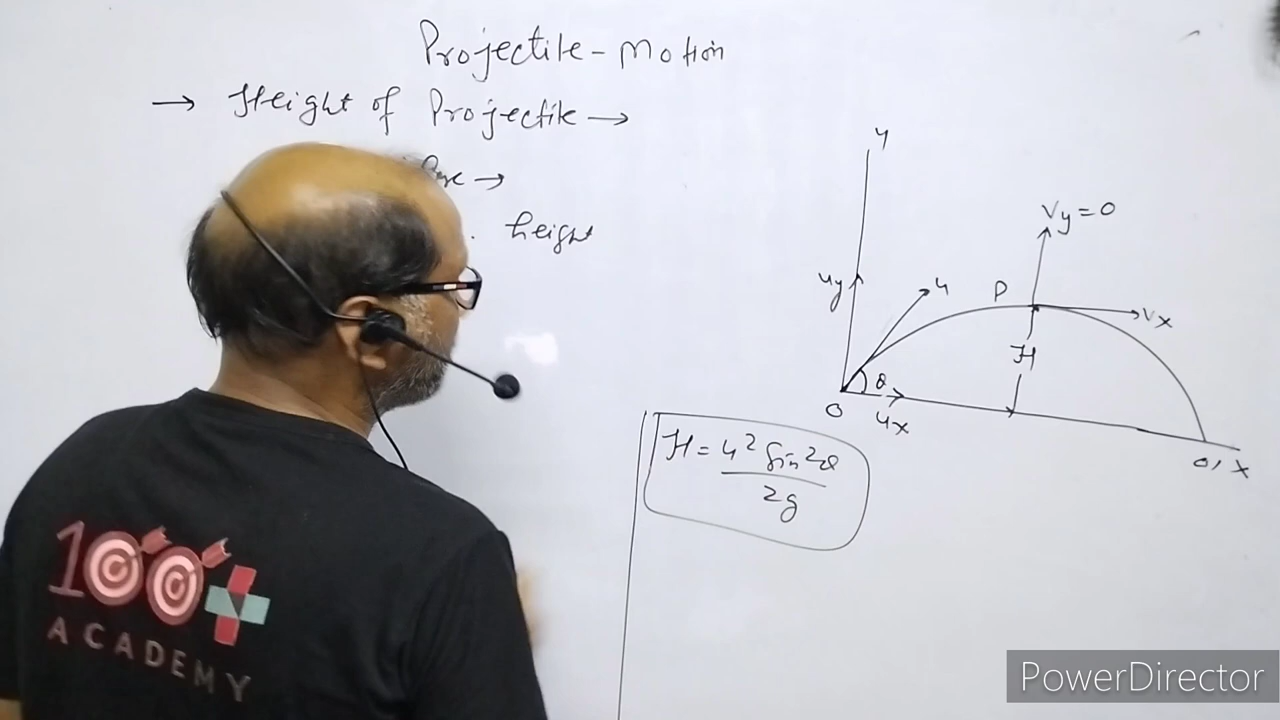 Projectile - Motion
→ Height of Projectile →
→
height
y
Vy = 0
uy
u
P
Vx
H
θ
O
ux
O, X
H = u² Sin²θ
2g
100+
ACADEMY
PowerDirector